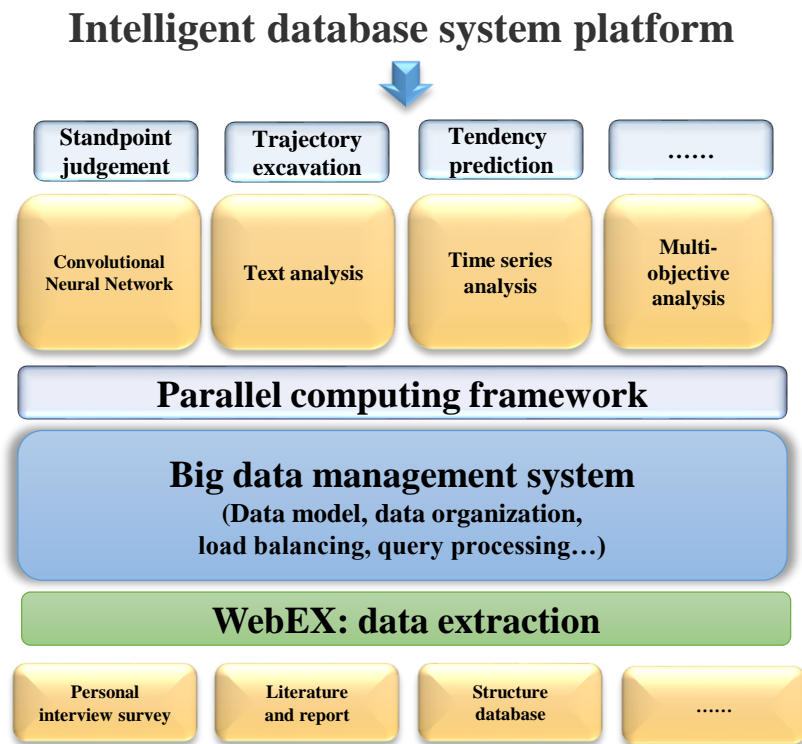 Intelligent database system platform
Standpoint
judgement
Trajectory
excavation
Tendency
prediction
......
Convolutional
Neural Network
Text analysis
Time series
analysis
Multi-
objective
analysis
Parallel computing framework
Big data management system
(Data model, data organization,
load balancing, query processing…)
WebEX: data extraction
Personal
interview survey
Literature
and report
Structure
database
......